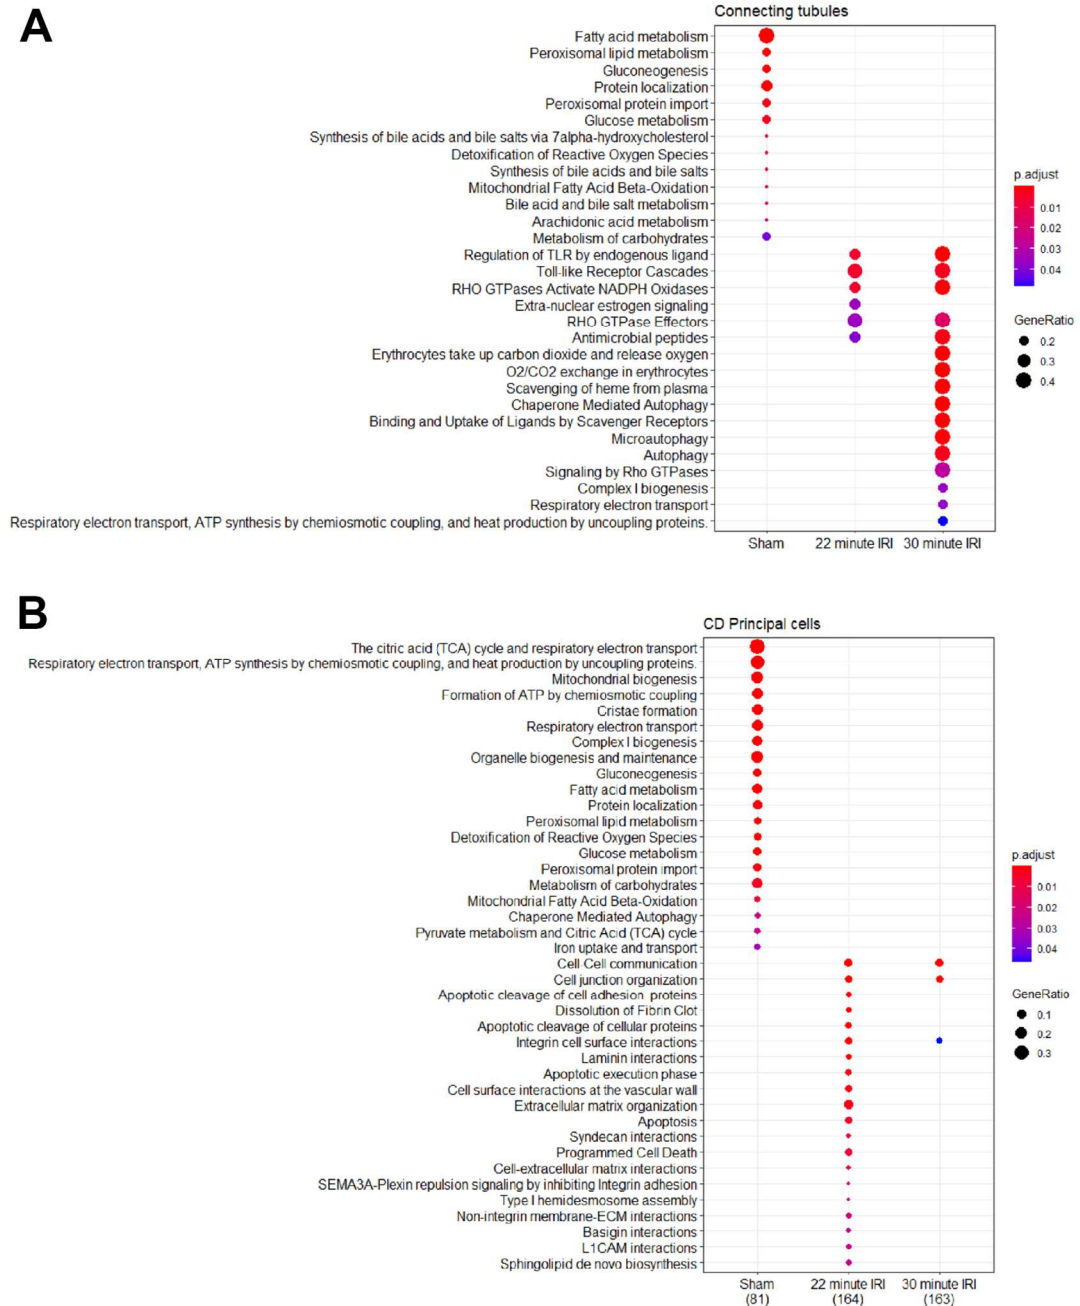 A
Connecting tubules
Fatty acid metabolism
Peroxisomal lipid metabolism
Gluconeogenesis
Protein localization
Peroxisomal protein import
Glucose metabolism
Synthesis of bile acids and bile salts via 7alpha-hydroxycholesterol
Detoxification of Reactive Oxygen Species
Synthesis of bile acids and bile salts
Mitochondrial Fatty Acid Beta-Oxidation
Bile acid and bile salt metabolism
Arachidonic acid metabolism
Metabolism of carbohydrates
Regulation of TLR by endogenous ligand
Toll-like Receptor Cascades
RHO GTPases Activate NADPH Oxidases
Extra-nuclear estrogen signaling
RHO GTPase Effectors
Antimicrobial peptides
Erythrocytes take up carbon dioxide and release oxygen
O2/CO2 exchange in erythrocytes
Scavenging of heme from plasma
Chaperone Mediated Autophagy
Binding and Uptake of Ligands by Scavenger Receptors
Microautophagy
Autophagy
Signaling by Rho GTPases
Complex I biogenesis
Respiratory electron transport
Respiratory electron transport, ATP synthesis by chemiosmotic coupling, and heat production by uncoupling proteins.
Sham 22 minute IRI 30 minute IRI
p.adjust
0.01
0.02
0.03
0.04
GeneRatio
0.2
0.3
0.4
B
CD Principal cells
The citric acid (TCA) cycle and respiratory electron transport
Respiratory electron transport, ATP synthesis by chemiosmotic coupling, and heat production by uncoupling proteins.
Mitochondrial biogenesis
Formation of ATP by chemiosmotic coupling
Cristae formation
Respiratory electron transport
Complex I biogenesis
Organelle biogenesis and maintenance
Gluconeogenesis
Fatty acid metabolism
Protein localization
Peroxisomal lipid metabolism
Detoxification of Reactive Oxygen Species
Glucose metabolism
Peroxisomal protein import
Metabolism of carbohydrates
Mitochondrial Fatty Acid Beta-Oxidation
Chaperone Mediated Autophagy
Pyruvate metabolism and Citric Acid (TCA) cycle
Iron uptake and transport
Cell-Cell communication
Cell junction organization
Apoptotic cleavage of cell adhesion proteins
Dissolution of Fibrin Clot
Apoptotic cleavage of cellular proteins
Integrin cell surface interactions
Laminin interactions
Apoptotic execution phase
Cell surface interactions at the vascular wall
Extracellular matrix organization
Apoptosis
Syndecan interactions
Programmed Cell Death
Cell-extracellular matrix interactions
SEMA3A-Plexin repulsion signaling by inhibiting Integrin adhesion
Type I hemidesmosome assembly
Non-integrin membrane-ECM interactions
Basigin interactions
L1CAM interactions
Sphingolipid de novo biosynthesis
Sham 22 minute IRI 30 minute IRI
(81) (164) (163)
p.adjust
0.01
0.02
0.03
0.04
GeneRatio
0.1
0.2
0.3